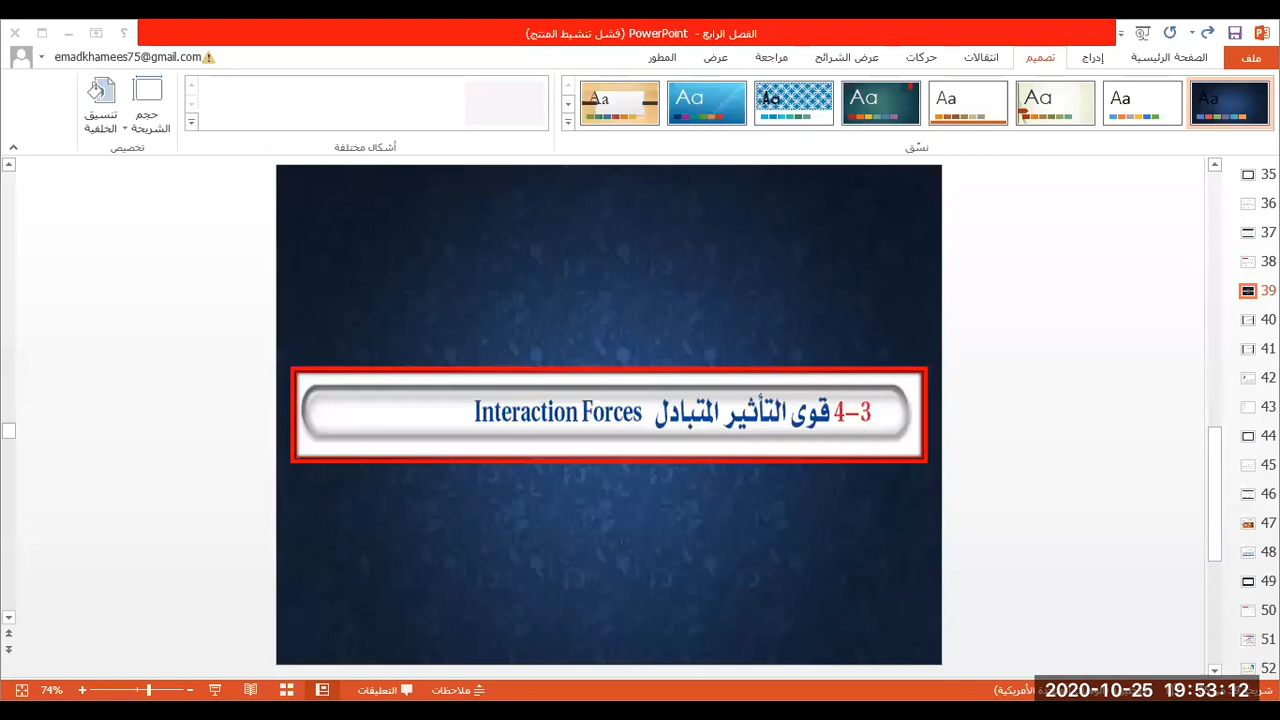 الفصل الرابع - PowerPoint (فشل تنشيط المنتج)
emadkhamees75@gmail.com
ملف الصفحة الرئيسية إدراج تصميم انتقالات حركات عرض الشرائح مراجعة عرض المطور
Aa Aa Aa Aa Aa Aa Aa Aa
حجم الشريحة
تنسيق الخلفية
نسّق
أشكال مختلفة
تخصيص
4-3 قوى التأثير المتبادل Interaction Forces
35
36
37
38
39
40
41
42
43
44
45
46
47
48
49
50
51
52
ملاحظات
التعليقات
74%
2020-10-25 19:53:12